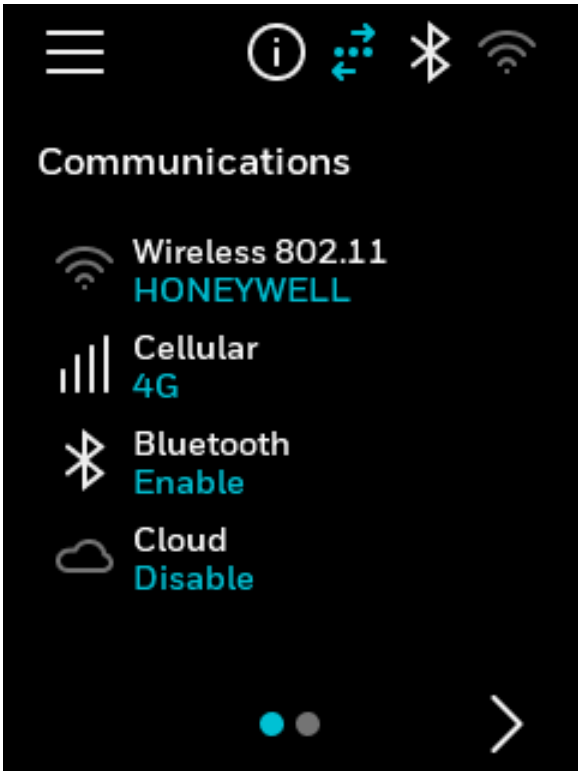 Communications
Wireless 802.11
HONEYWELL
Cellular
4G
Bluetooth
Enable
Cloud
Disable